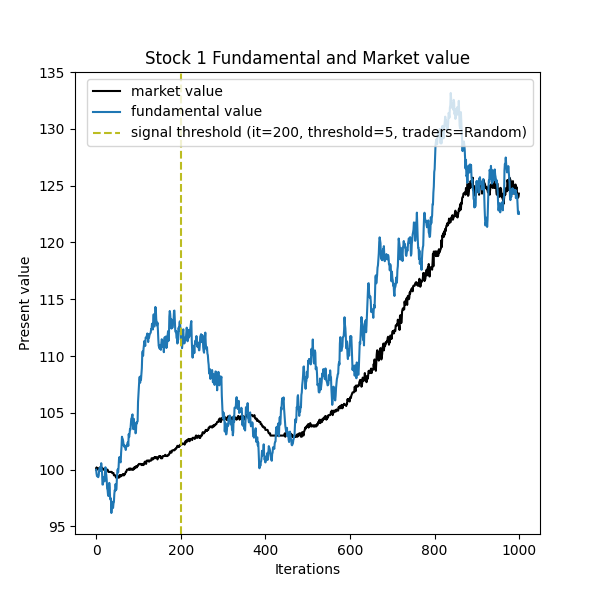 Stock 1 Fundamental and Market value
market value
fundamental value
signal threshold (it=200, threshold=5, traders=Random)
Present value
135
130
125
120
115
110
105
100
95
0 200 400 600 800 1000
Iterations